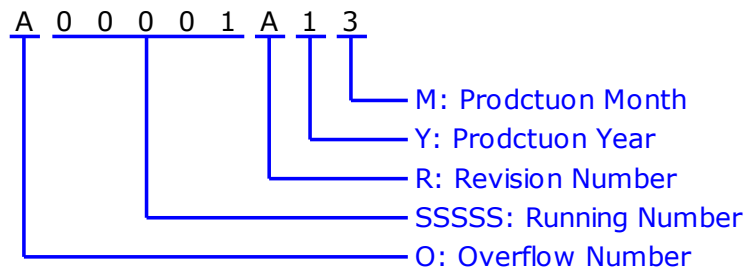 A 0 0 0 0 1 A 1 3
M: Prodctuon Month
Y: Prodctuon Year
R: Revision Number
SSSSS: Running Number
O: Overflow Number